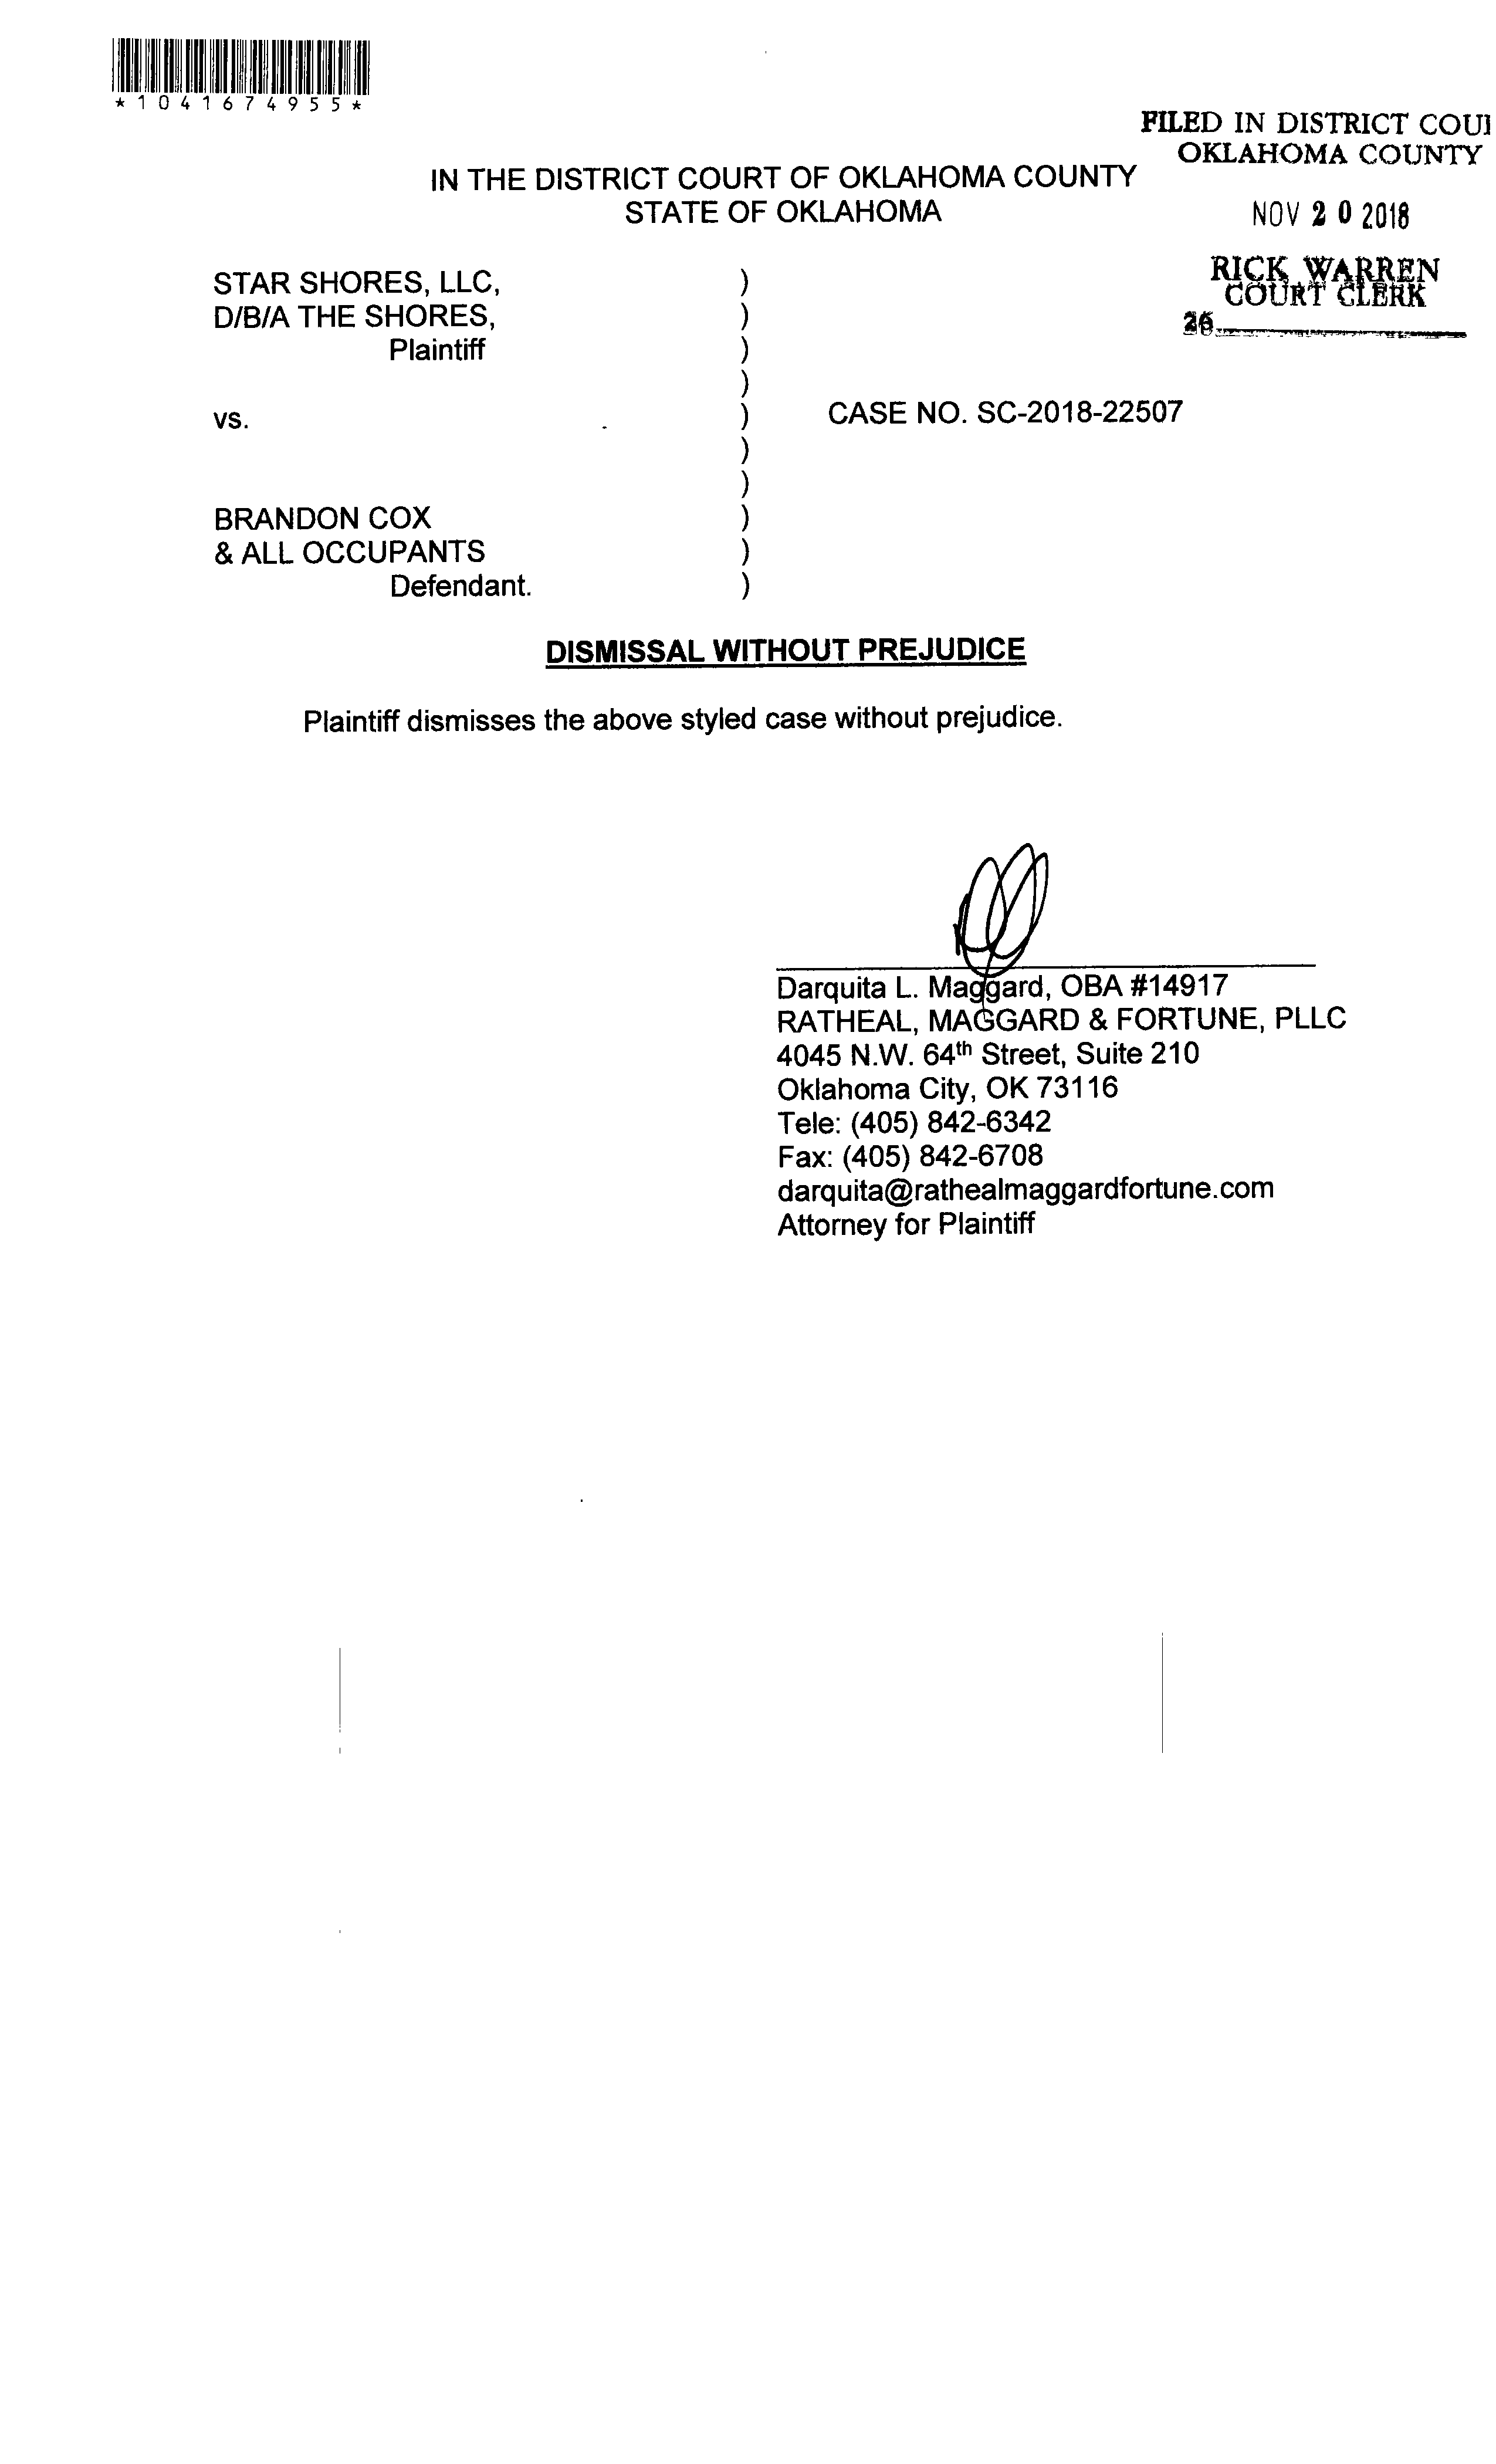 *1041674955*
FILED IN DISTRICT COU
OKLAHOMA COUNTY
IN THE DISTRICT COURT OF OKLAHOMA COUNTY
STATE OF OKLAHOMA
NOV 20 2018
RICK WARREN
COURT CLERK
26
STAR SHORES, LLC, )
D/B/A THE SHORES, )
Plaintiff )
)
vs. ) CASE NO. SC-2018-22507
)
)
BRANDON COX )
& ALL OCCUPANTS )
Defendant. )
DISMISSAL WITHOUT PREJUDICE
Plaintiff dismisses the above styled case without prejudice.
Darquita L. Maggard, OBA #14917
RATHEAL, MAGGARD & FORTUNE, PLLC
4045 N.W. 64th Street, Suite 210
Oklahoma City, OK 73116
Tele: (405) 842-6342
Fax: (405) 842-6708
darquita@rathealmaggardfortune.com
Attorney for Plaintiff